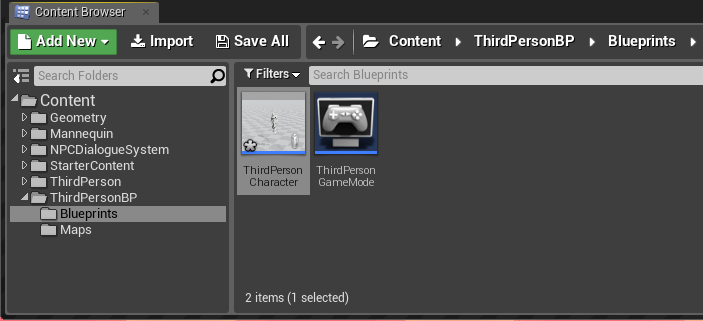 Content Browser
Add New Import Save All Content ThirdPersonBP Blueprints
Search Folders
Filters Search Blueprints
Content
Geometry
Mannequin
NPCDialogueSystem
StarterContent
ThirdPerson
ThirdPersonBP
Blueprints
Maps
ThirdPerson
Character
ThirdPerson
GameMode
2 items (1 selected)